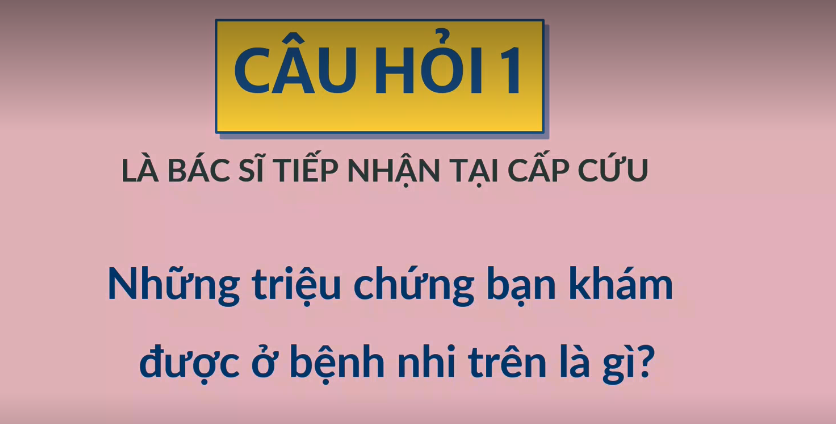 CÂU HỎI 1
LÀ BÁC SĨ TIẾP NHẬN TẠI CẤP CỨU
Những triệu chứng bạn khám
được ở bệnh nhi trên là gì?